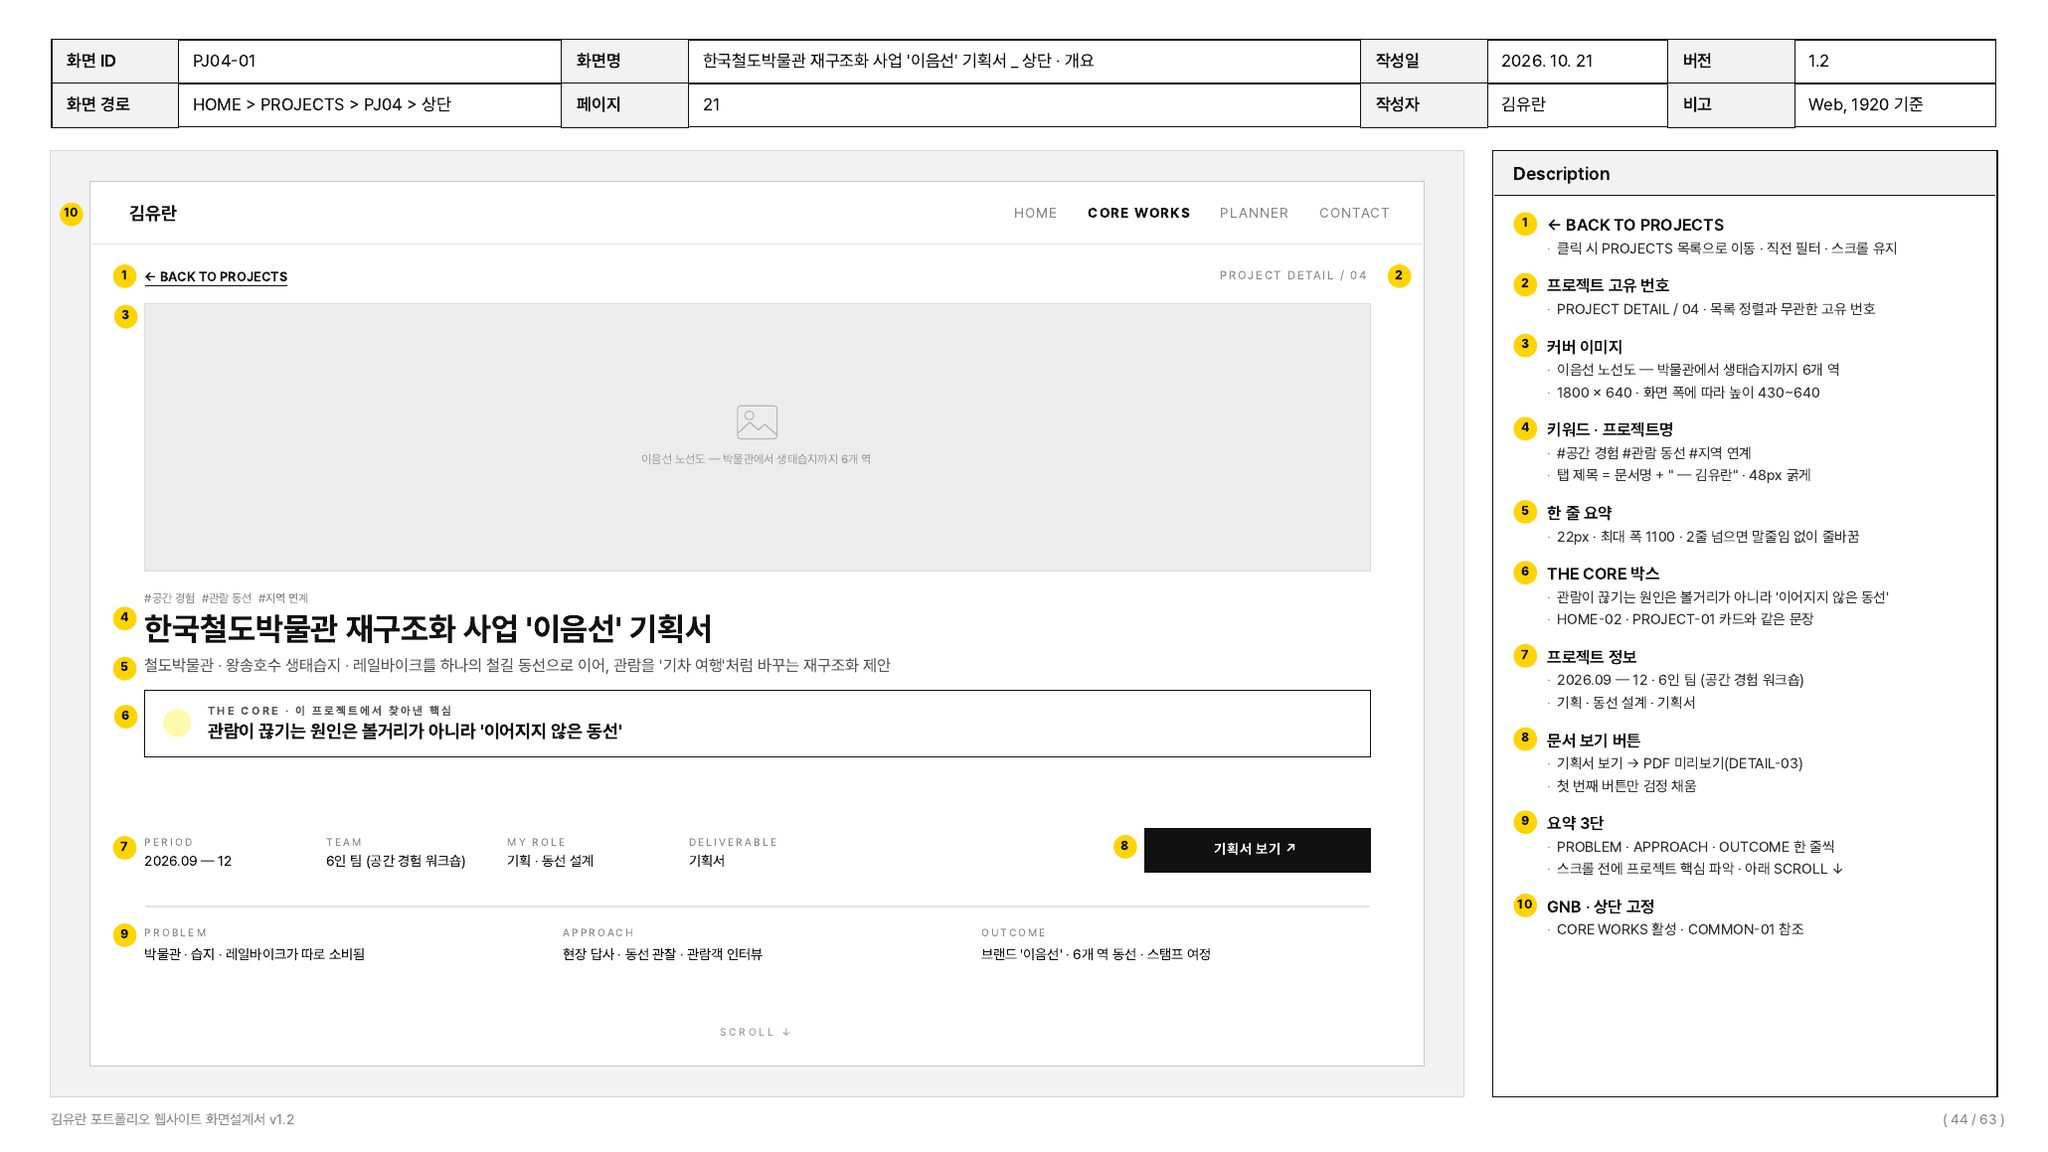 화면 ID PJ04-01 화면명 한국철도박물관 재구조화 사업 '이음선' 기획서 _ 상단 · 개요 작성일 2026. 10. 21 버전 1.2
화면 경로 HOME > PROJECTS > PJ04 > 상단 페이지 21 작성자 김유란 비고 Web, 1920 기준
10 김유란 HOME CORE WORKS PLANNER CONTACT
1 ← BACK TO PROJECTS PROJECT DETAIL / 04 2
3
이음선 노선도 — 박물관에서 생태습지까지 6개 역
#공간 경험 #관람 동선 #지역 연계
4 한국철도박물관 재구조화 사업 '이음선' 기획서
5 철도박물관 · 왕송호수 생태습지 · 레일바이크를 하나의 철길 동선으로 이어, 관람을 '기차 여행'처럼 바꾸는 재구조화 제안
6 THE CORE · 이 프로젝트에서 찾아낸 핵심
관람이 끊기는 원인은 볼거리가 아니라 '이어지지 않은 동선'
7 PERIOD TEAM MY ROLE DELIVERABLE
2026.09 — 12 6인 팀 (공간 경험 워크숍) 기획 · 동선 설계 기획서
8 기획서 보기 ↗
9 PROBLEM APPROACH OUTCOME
박물관 · 습지 · 레일바이크가 따로 소비됨 현장 답사 · 동선 관찰 · 관람객 인터뷰 브랜드 '이음선' · 6개 역 동선 · 스탬프 여정
SCROLL ↓
Description
1 ← BACK TO PROJECTS
· 클릭 시 PROJECTS 목록으로 이동 · 직전 필터 · 스크롤 유지
2 프로젝트 고유 번호
· PROJECT DETAIL / 04 · 목록 정렬과 무관한 고유 번호
3 커버 이미지
· 이음선 노선도 — 박물관에서 생태습지까지 6개 역
· 1800 × 640 · 화면 폭에 따라 높이 430~640
4 키워드 · 프로젝트명
· #공간 경험 #관람 동선 #지역 연계
· 탭 제목 = 문서명 + " — 김유란" · 48px 굵게
5 한 줄 요약
· 22px · 최대 폭 1100 · 2줄 넘으면 말줄임 없이 줄바꿈
6 THE CORE 박스
· 관람이 끊기는 원인은 볼거리가 아니라 '이어지지 않은 동선'
· HOME-02 · PROJECT-01 카드와 같은 문장
7 프로젝트 정보
· 2026.09 — 12 · 6인 팀 (공간 경험 워크숍)
· 기획 · 동선 설계 · 기획서
8 문서 보기 버튼
· 기획서 보기 → PDF 미리보기(DETAIL-03)
· 첫 번째 버튼만 검정 채움
9 요약 3단
· PROBLEM · APPROACH · OUTCOME 한 줄씩
· 스크롤 전에 프로젝트 핵심 파악 · 아래 SCROLL ↓
10 GNB · 상단 고정
· CORE WORKS 활성 · COMMON-01 참조
김유란 포트폴리오 웹사이트 화면설계서 v1.2
( 44 / 63 )